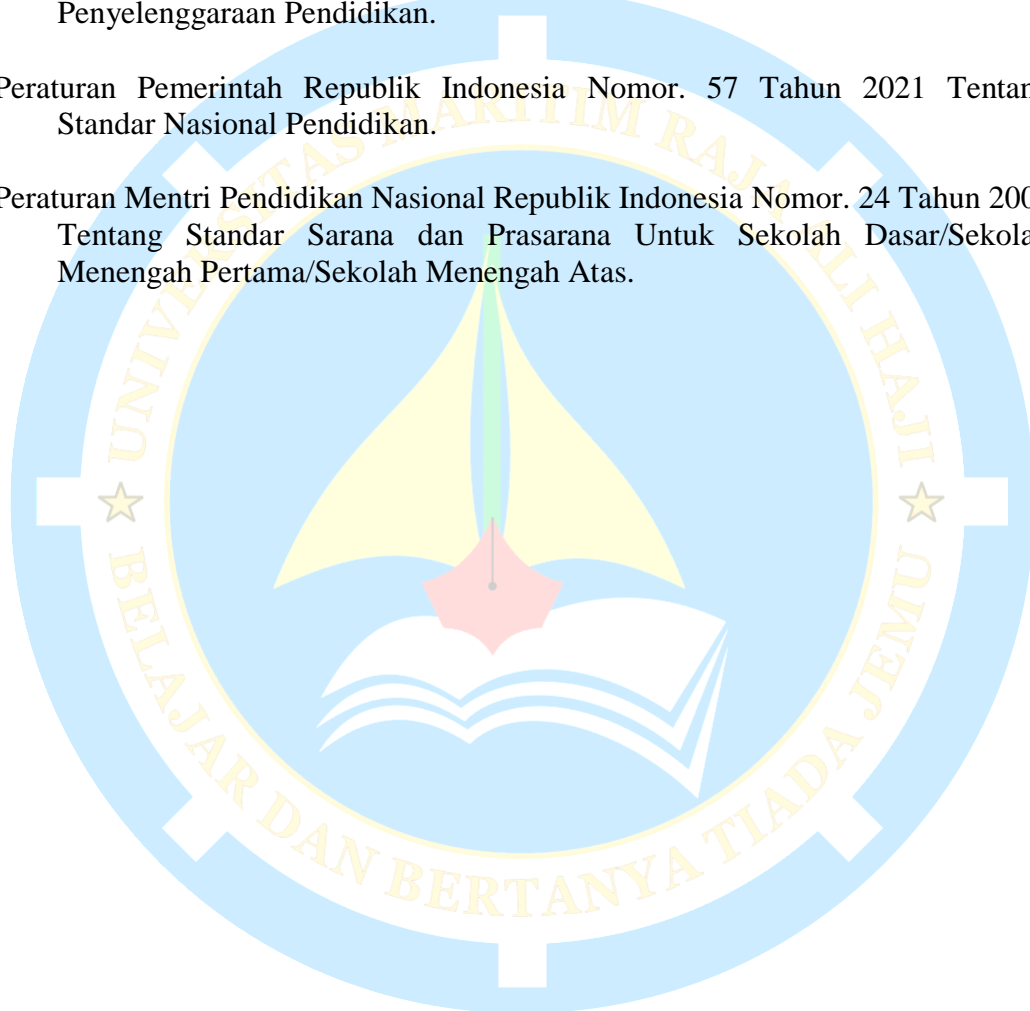 Penyelenggaraan Pendidikan.
Peraturan Pemerintah Republik Indonesia Nomor. 57 Tahun 2021 Tentan
Standar Nasional Pendidikan.
Peraturan Mentri Pendidikan Nasional Republik Indonesia Nomor. 24 Tahun 200
Tentang Standar Sarana dan Prasarana Untuk Sekolah Dasar/Sekola
Menengah Pertama/Sekolah Menengah Atas.
UNIVERSITAS MARITIM RAJA ALI HAJI
BELAJAR DAN BERTANYA TIADA JEMU